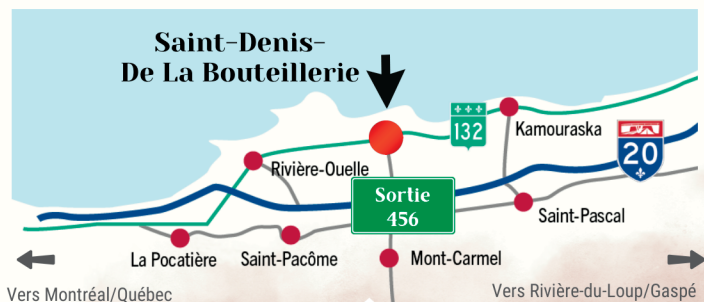 Saint-Denis-
De La Bouteillerie
132
Kamouraska
20
Rivière-Ouelle
Sortie
456
Saint-Pascal
La Pocatière
Saint-Pacôme
Mont-Carmel
Vers Montréal/Québec
Vers Rivière-du-Loup/Gaspé